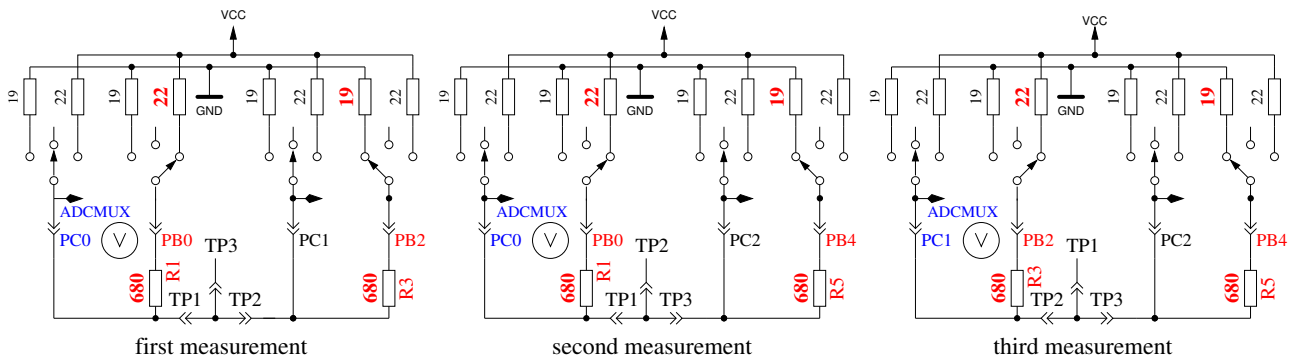 VCC
19
22
19
22
GND
19
22
19
22
ADCMUX
PC0
V
PB0
TP3
PC1
PB2
680
R1
TP1
TP2
680
R3
first measurement
VCC
19
22
19
22
GND
19
22
19
22
ADCMUX
PC0
V
PB0
TP2
PC2
PB4
680
R1
TP1
TP3
680
R5
second measurement
VCC
19
22
19
22
GND
19
22
19
22
ADCMUX
PC1
V
PB2
TP1
PC2
PB4
680
R3
TP2
TP3
680
R5
third measurement